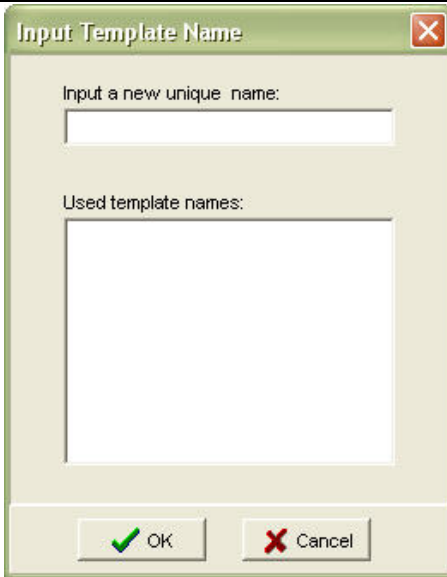 Input Template Name
Input a new unique  name:
Used template names:
OK
Cancel